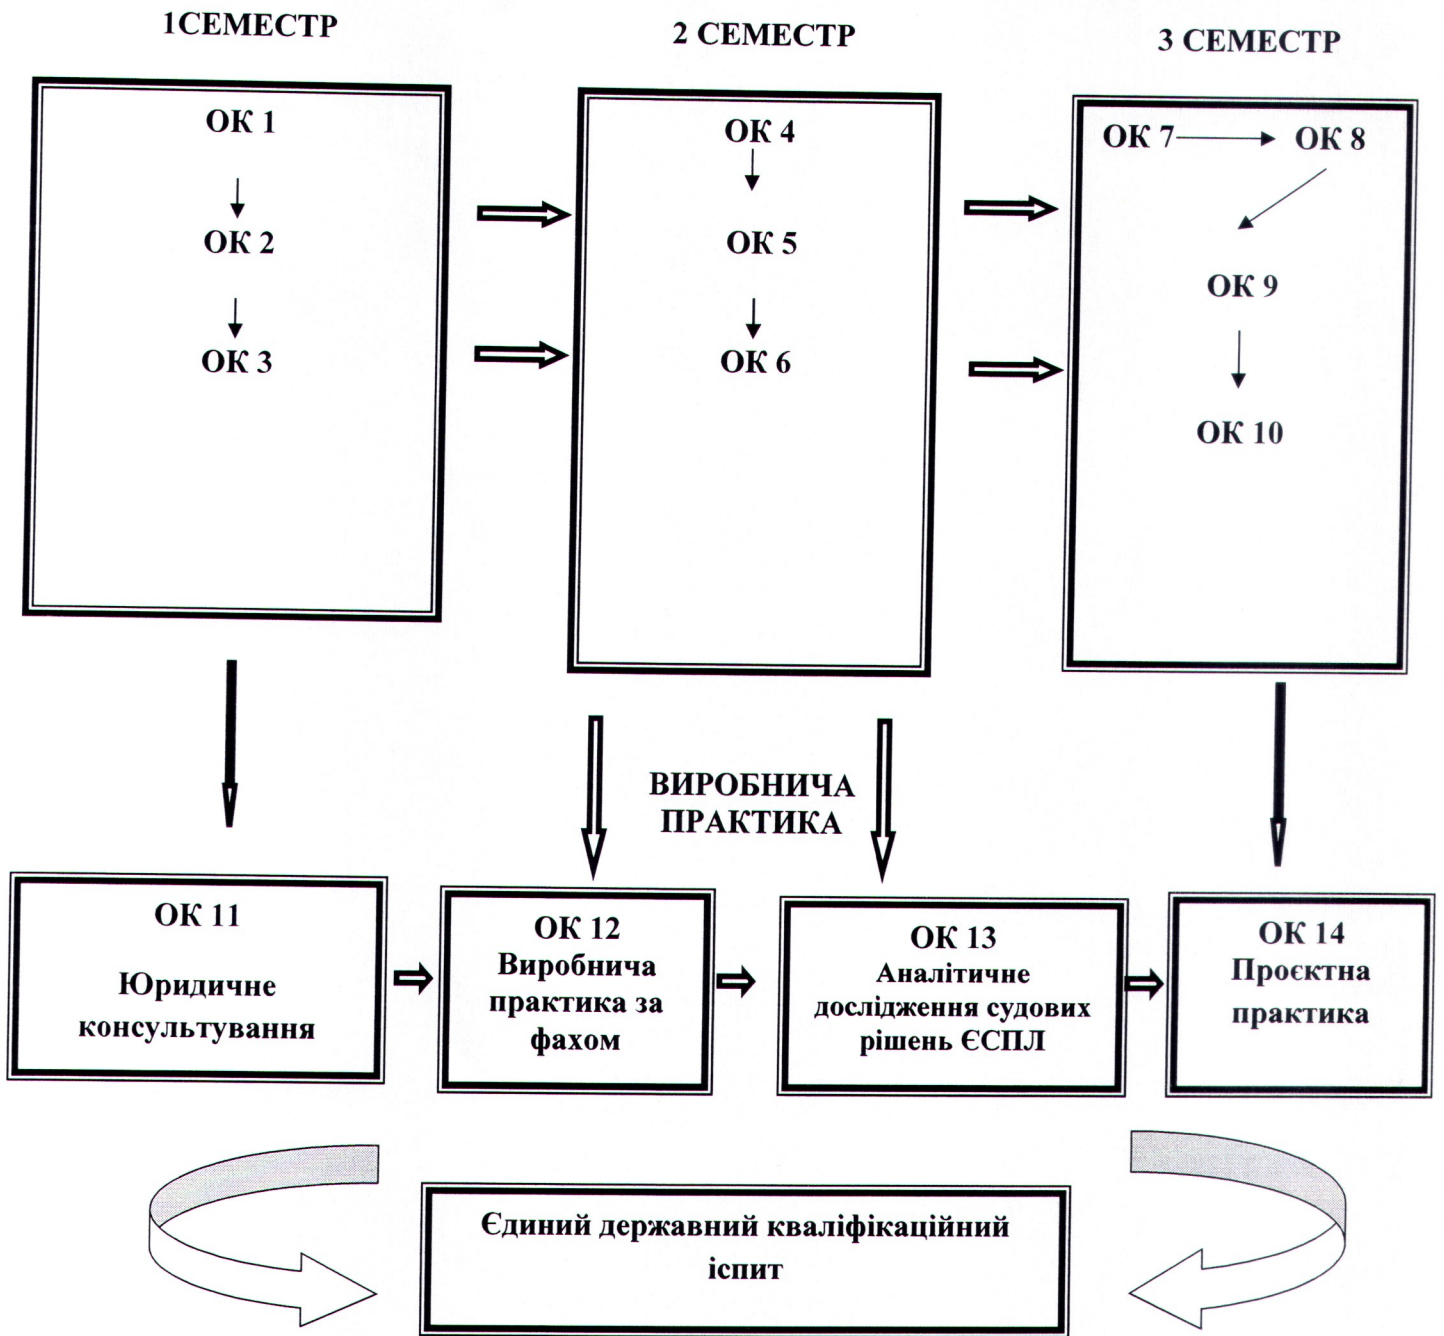 1СЕМЕСТР
2 СЕМЕСТР
3 СЕМЕСТР
ОК 1
ОК 2
ОК 3
ОК 4
ОК 5
ОК 6
ОК 7
ОК 8
ОК 9
ОК 10
ВИРОБНИЧА
ПРАКТИКА
ОК 11
Юридичне
консультування
ОК 12
Виробнича
практика за
фахом
ОК 13
Аналітичне
дослідження судових
рішень ЄСПЛ
ОК 14
Проєктна
практика
Єдиний державний кваліфікаційний
іспит